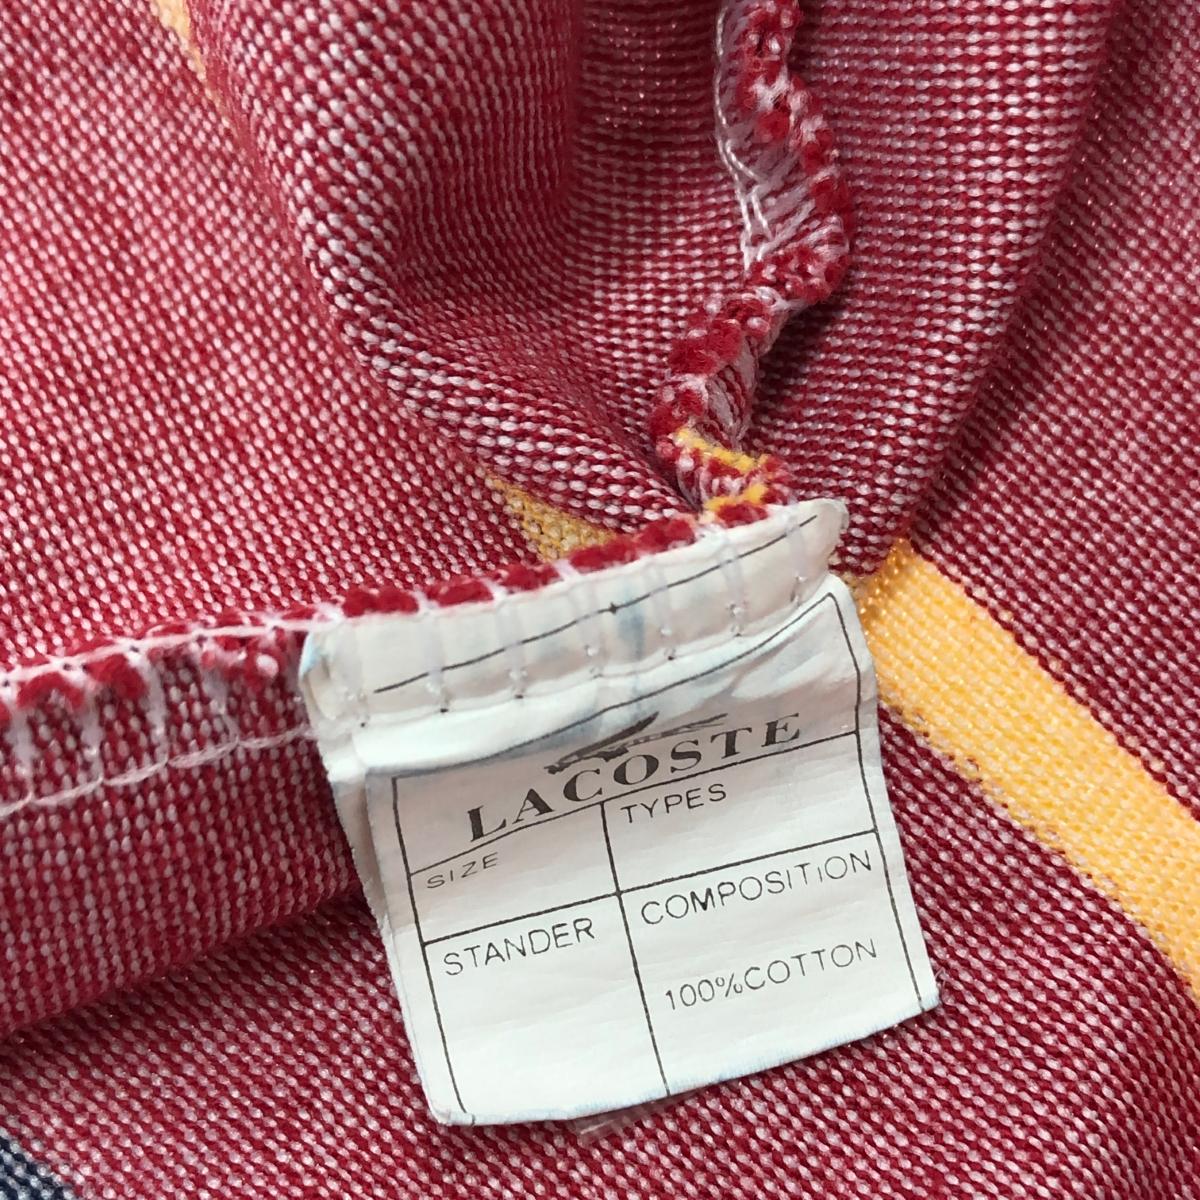 LACOSTE
SIZE
TYPES
STANDER
COMPOSITION
100%COTTON